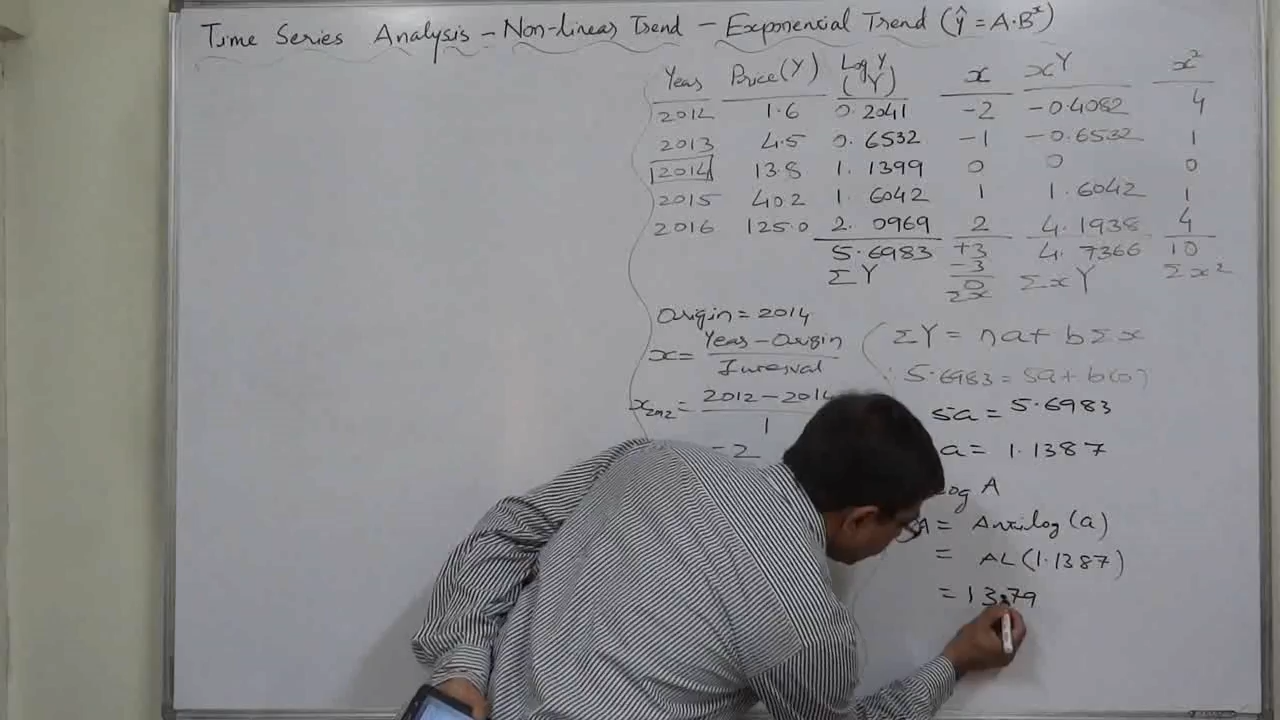 Time Series Analysis - Non-linear Trend - Exponential Trend (Ŷ = A·B^x)
Year Price(Y) Log Y (Y) x xY x²
2012 1.6 0.2041 -2 -0.4082 4
2013 4.5 0.6532 -1 -0.6532 1
2014 13.8 1.1399 0 0 0
2015 40.2 1.6042 1 1.6042 1
2016 125.0 2.0969 2 4.1938 4
5.6983 +3 4.7366 10
-3
ΣY 0 ΣxY Σx²
Σx
Origin = 2014
x = Year - Origin / Interval
x2012 = 2012 - 2014 / 1
= -2
ΣY = na + bΣx
∴ 5.6983 = 5a + b(0)
5a = 5.6983
a = 1.1387
log A
A = Antilog (a)
= AL (1.1387)
= 13.79